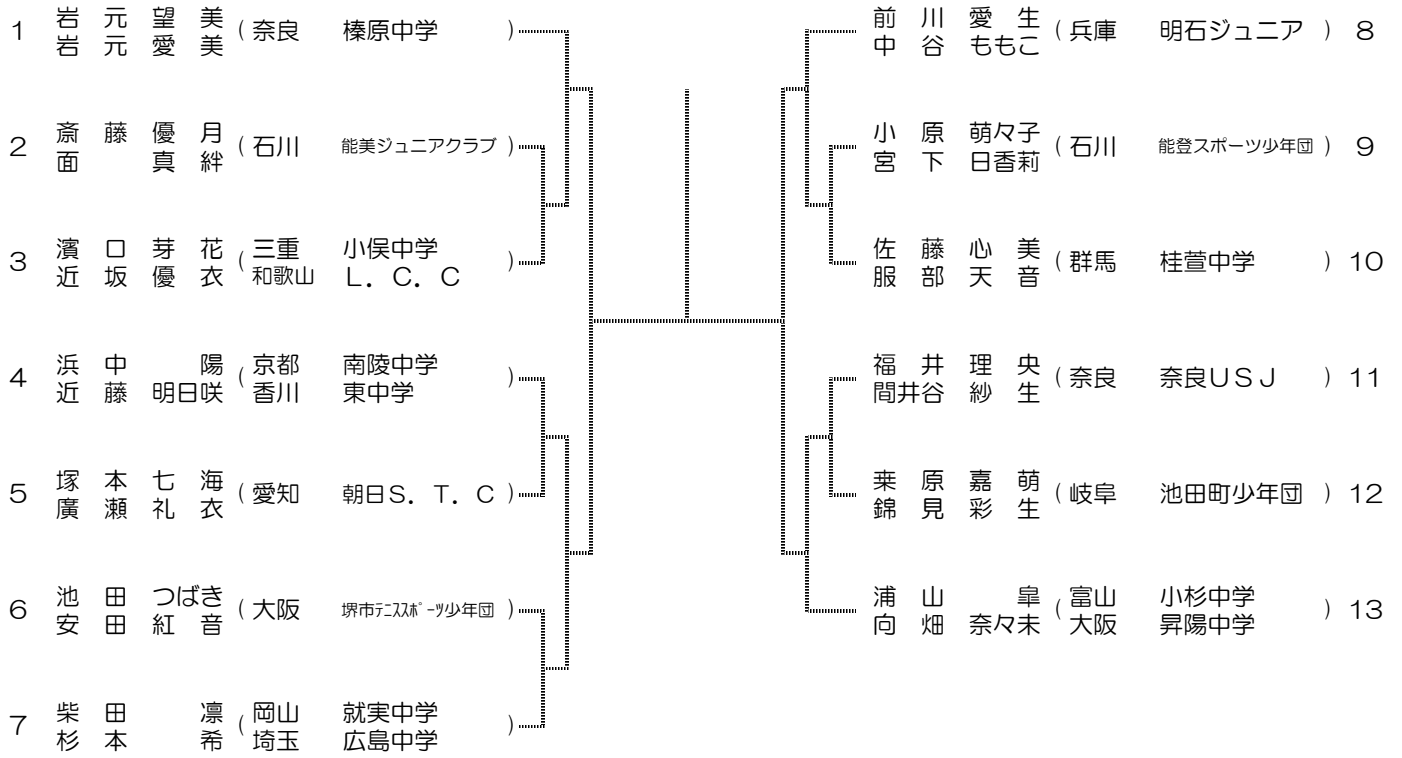 1 岩元望美 (奈良 榛原中学)
岩元愛美
2 斎藤優月 (石川 能美ジュニアクラブ)
面真絆
3 濱口芽花 (三重 小俣中学)
近坂優衣 和歌山 L.C.C
4 浜中陽 (京都 南陵中学)
近藤明日咲 香川 東中学
5 塚本七海 (愛知 朝日S.T.C)
廣瀬礼衣
6 池田つばき (大阪 堺市テニススポーツ少年団)
安田紅音
7 柴田凛 (岡山 就実中学)
杉本希 埼玉 広島中学
前川愛生 (兵庫 明石ジュニア) 8
中谷ももこ
小原萌々子 (石川 能登スポーツ少年団) 9
宮下日香莉
佐藤心美 (群馬 桂萱中学) 10
服部天音
福井理央 (奈良 奈良USJ) 11
間井谷紗生
桒原嘉萌 (岐阜 池田町少年団) 12
錦見彩生
浦山皐 (富山 小杉中学) 13
向畑奈々未 大阪 昇陽中学